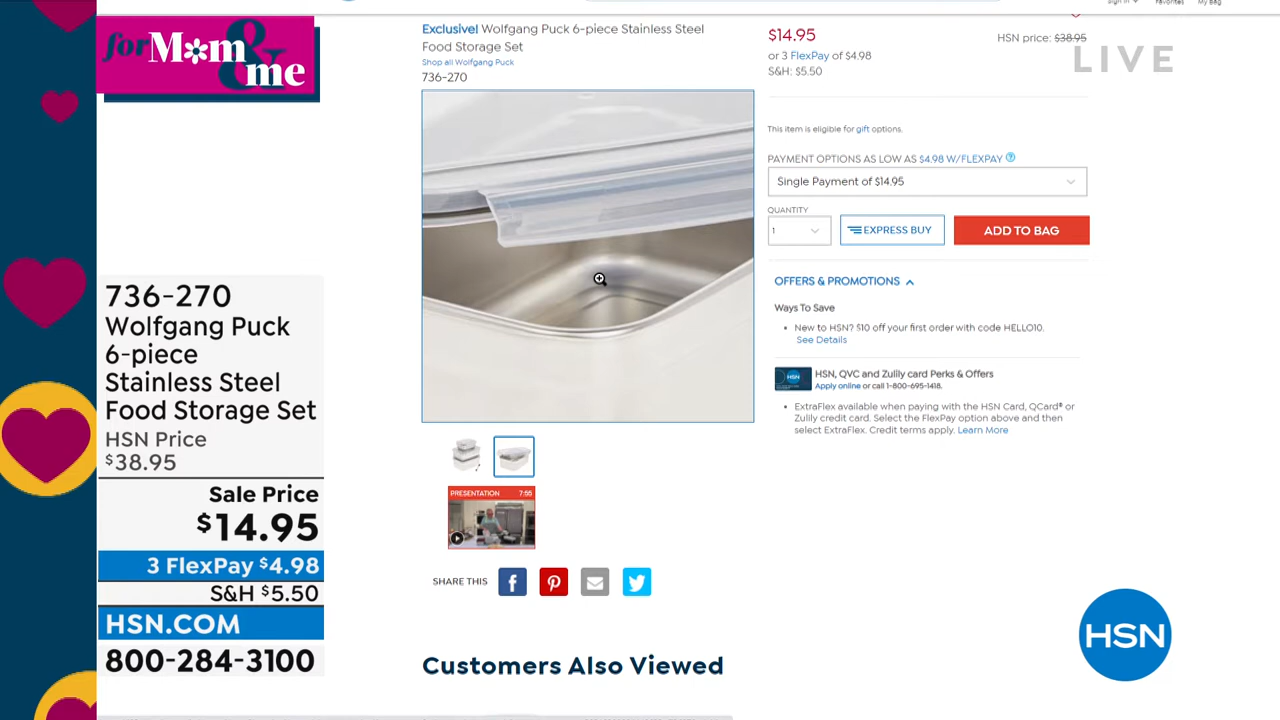 Sign in
Favorites
My Bag
for Mom
& me
Exclusive! Wolfgang Puck 6-piece Stainless Steel
Food Storage Set
Shop all Wolfgang Puck
736-270
$14.95
HSN price: $38.95
or 3 FlexPay of $4.98
S&H: $5.50
LIVE
This item is eligible for gift options.
PAYMENT OPTIONS AS LOW AS $4.98 W/FLEXPAY ?
Single Payment of $14.95
QUANTITY
1
EXPRESS BUY
ADD TO BAG
OFFERS & PROMOTIONS
Ways To Save
• New to HSN? $10 off your first order with code HELLO10.
See Details
HSN
HSN, QVC and Zulily card Perks & Offers
Apply online or call 1-800-695-1418.
• ExtraFlex available when paying with the HSN Card, QCard® or
Zulily credit card. Select the FlexPay option above and then
select ExtraFlex. Credit terms apply. Learn More
PRESENTATION 7:55
SHARE THIS
Customers Also Viewed
736-270
Wolfgang Puck
6-piece
Stainless Steel
Food Storage Set
HSN Price
$38.95
Sale Price
$14.95
3 FlexPay $4.98
S&H $5.50
HSN.COM
800-284-3100
HSN